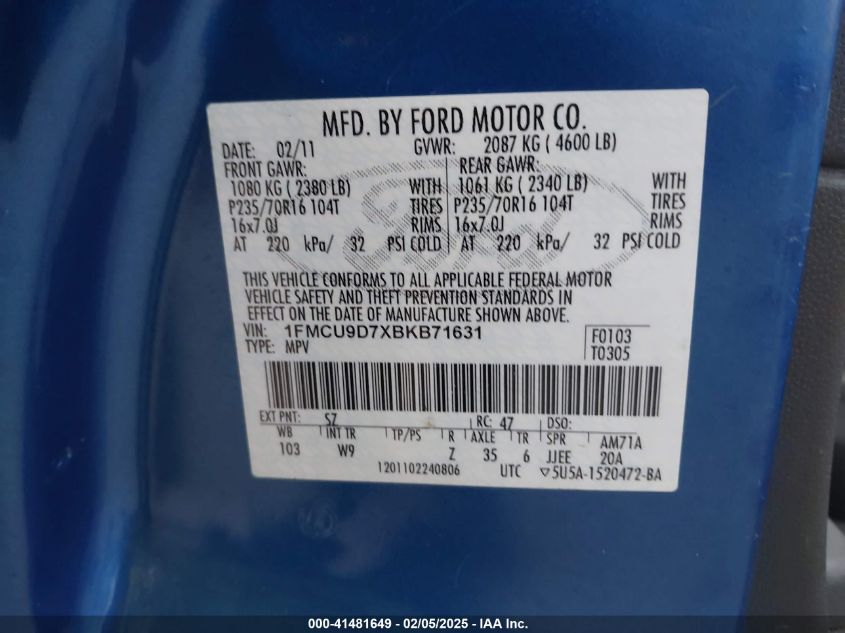 MFD. BY FORD MOTOR CO.
DATE: 02/11 GVWR: 2087 KG ( 4600 LB)
FRONT GAWR: REAR GAWR:
1080 KG ( 2380 LB) WITH 1061 KG ( 2340 LB) WITH
P235/70R16 104T TIRES P235/70R16 104T TIRES
16x7.0J RIMS 16x7.0J RIMS
AT 220 kPa/ 32 PSI COLD AT 220 kPa/ 32 PSI COLD
Ford
THIS VEHICLE CONFORMS TO ALL APPLICABLE FEDERAL MOTOR
VEHICLE SAFETY AND THEFT PREVENTION STANDARDS IN
EFFECT ON THE DATE OF MANUFACTURE SHOWN ABOVE.
VIN: 1FMCU9D7XBKB71631 F0103
TYPE: MPV T0305
EXT PNT: SZ RC: 47 DSO:
WB INT TR TP/PS R AXLE TR SPR AM71A
103 W9 Z 35 6 JJEE 20A
1201102240806 UTC ▽5U5A-1520472-BA
000-41481649 - 02/05/2025 - IAA Inc.